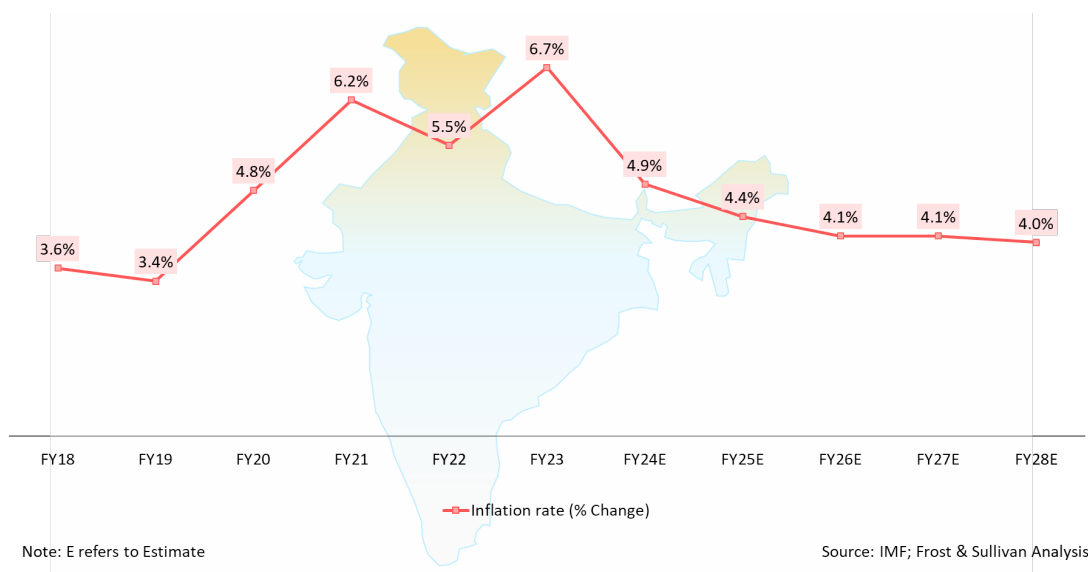 6.7%
6.2%
5.5%
4.8%
4.9%
4.4%
4.1%
4.1%
4.0%
3.6%
3.4%
FY18 FY19 FY20 FY21 FY22 FY23 FY24E FY25E FY26E FY27E FY28E
Inflation rate (% Change)
Note: E refers to Estimate
Source: IMF; Frost & Sullivan Analysis